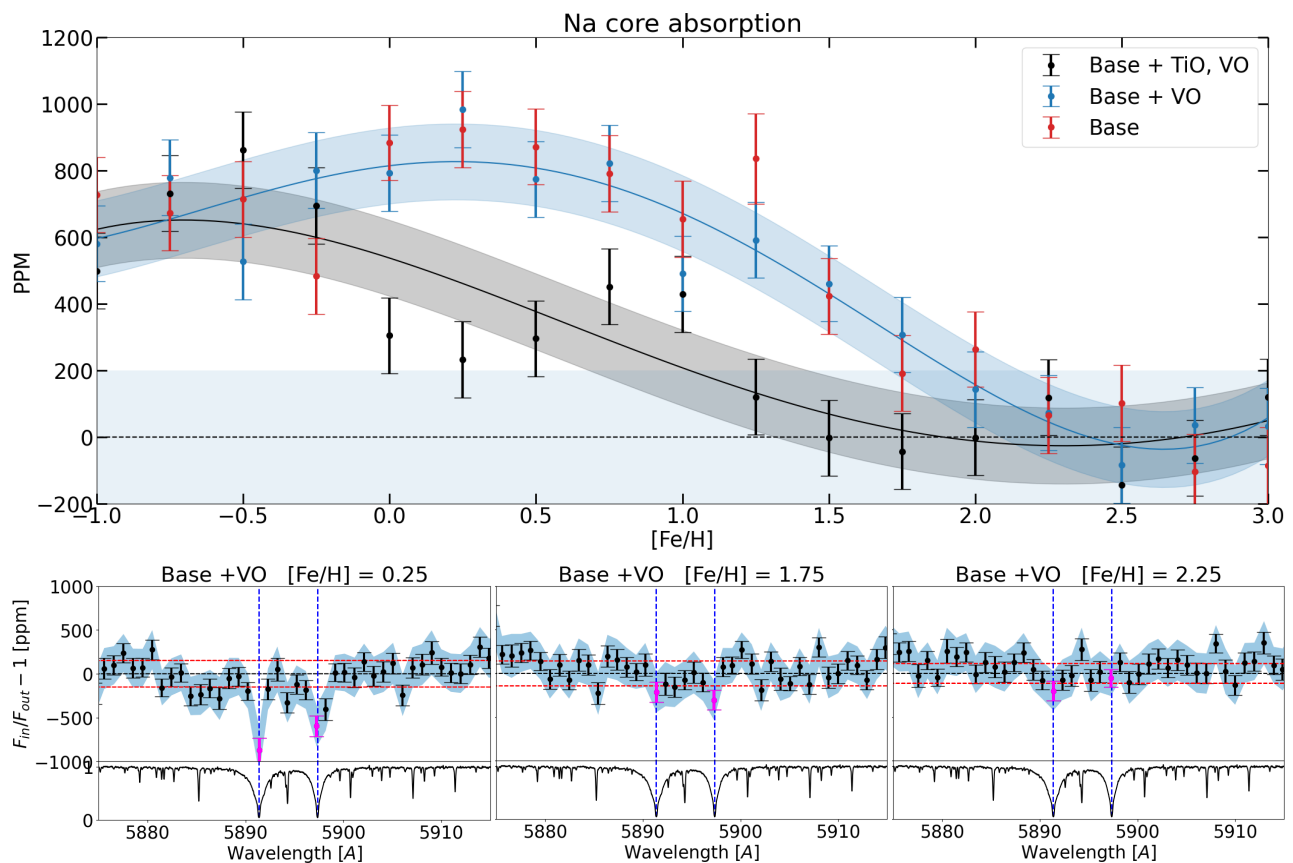 Na core absorption
1200
1000
800
600
400
200
0
−200
PPM
Base + TiO, VO
Base + VO
Base
−1.0 −0.5 0.0 0.5 1.0 1.5 2.0 2.5 3.0
[Fe/H]
Base +VO [Fe/H] = 0.25
Base +VO [Fe/H] = 1.75
Base +VO [Fe/H] = 2.25
1000
500
0
−500
−1000
F_in/F_out − 1 [ppm]
1
0
5880 5890 5900 5910
5880 5890 5900 5910
5880 5890 5900 5910
Wavelength [A]
Wavelength [A]
Wavelength [A]